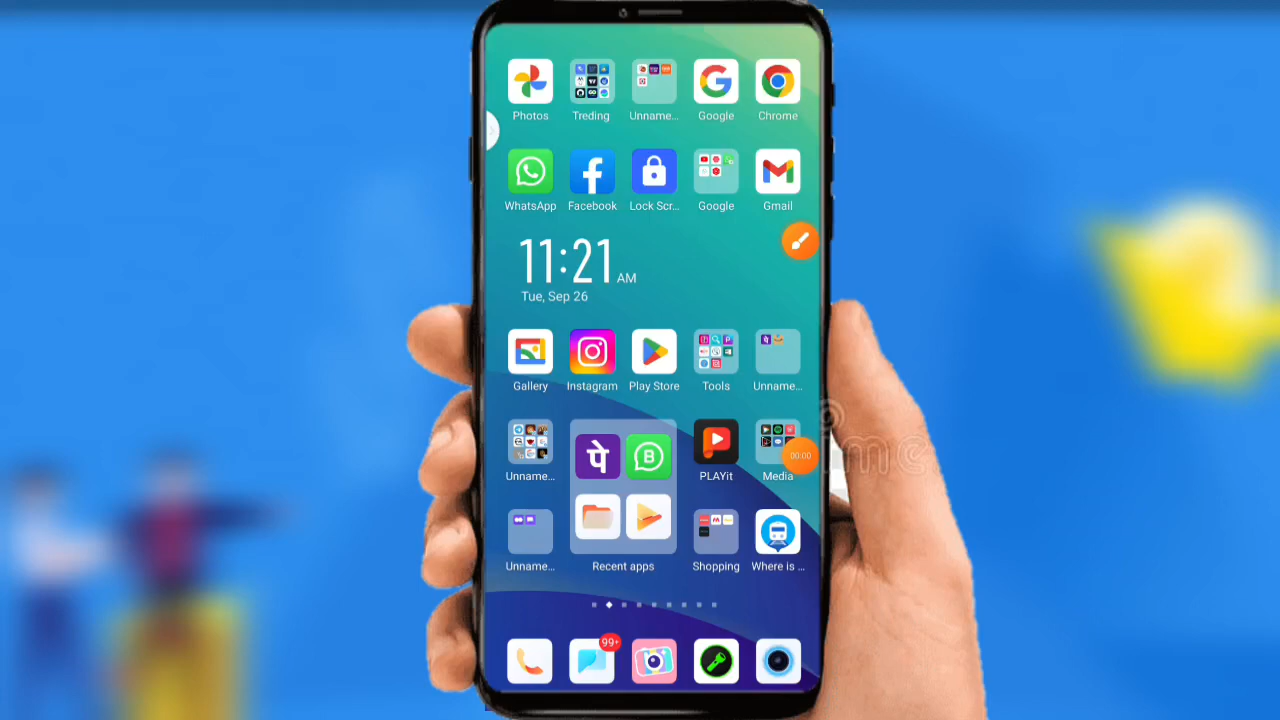 Photos Treding Unname... Google Chrome
WhatsApp Facebook Lock Scr... Google Gmail
11:21 AM
Tue, Sep 26
Gallery Instagram Play Store Tools Unname...
पे B
00:00
Unname... PLAYit Media
me
Unname... Recent apps Shopping Where is ...
99+